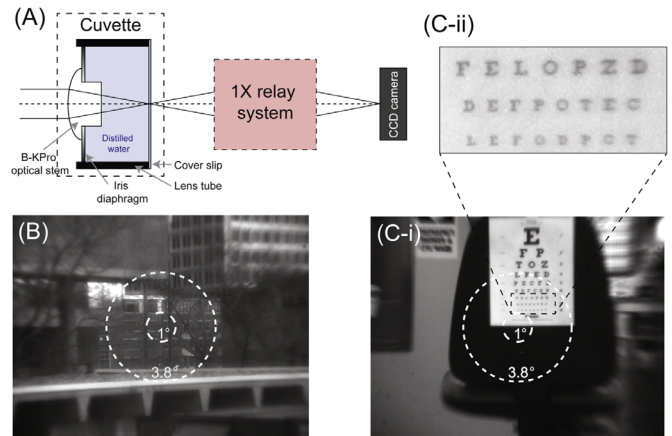 (A)
Cuvette
Distilled
water
B-KPro
optical stem
Iris
diaphragm
Cover slip
Lens tube
1X relay
system
CCD camera
(C-ii)
F E L O P Z D
D E F P O T E C
L E F O D P C T
(B)
1°
3.8°
(C-i)
E
F P
T O Z
L P E D
P E C F D
1°
3.8°